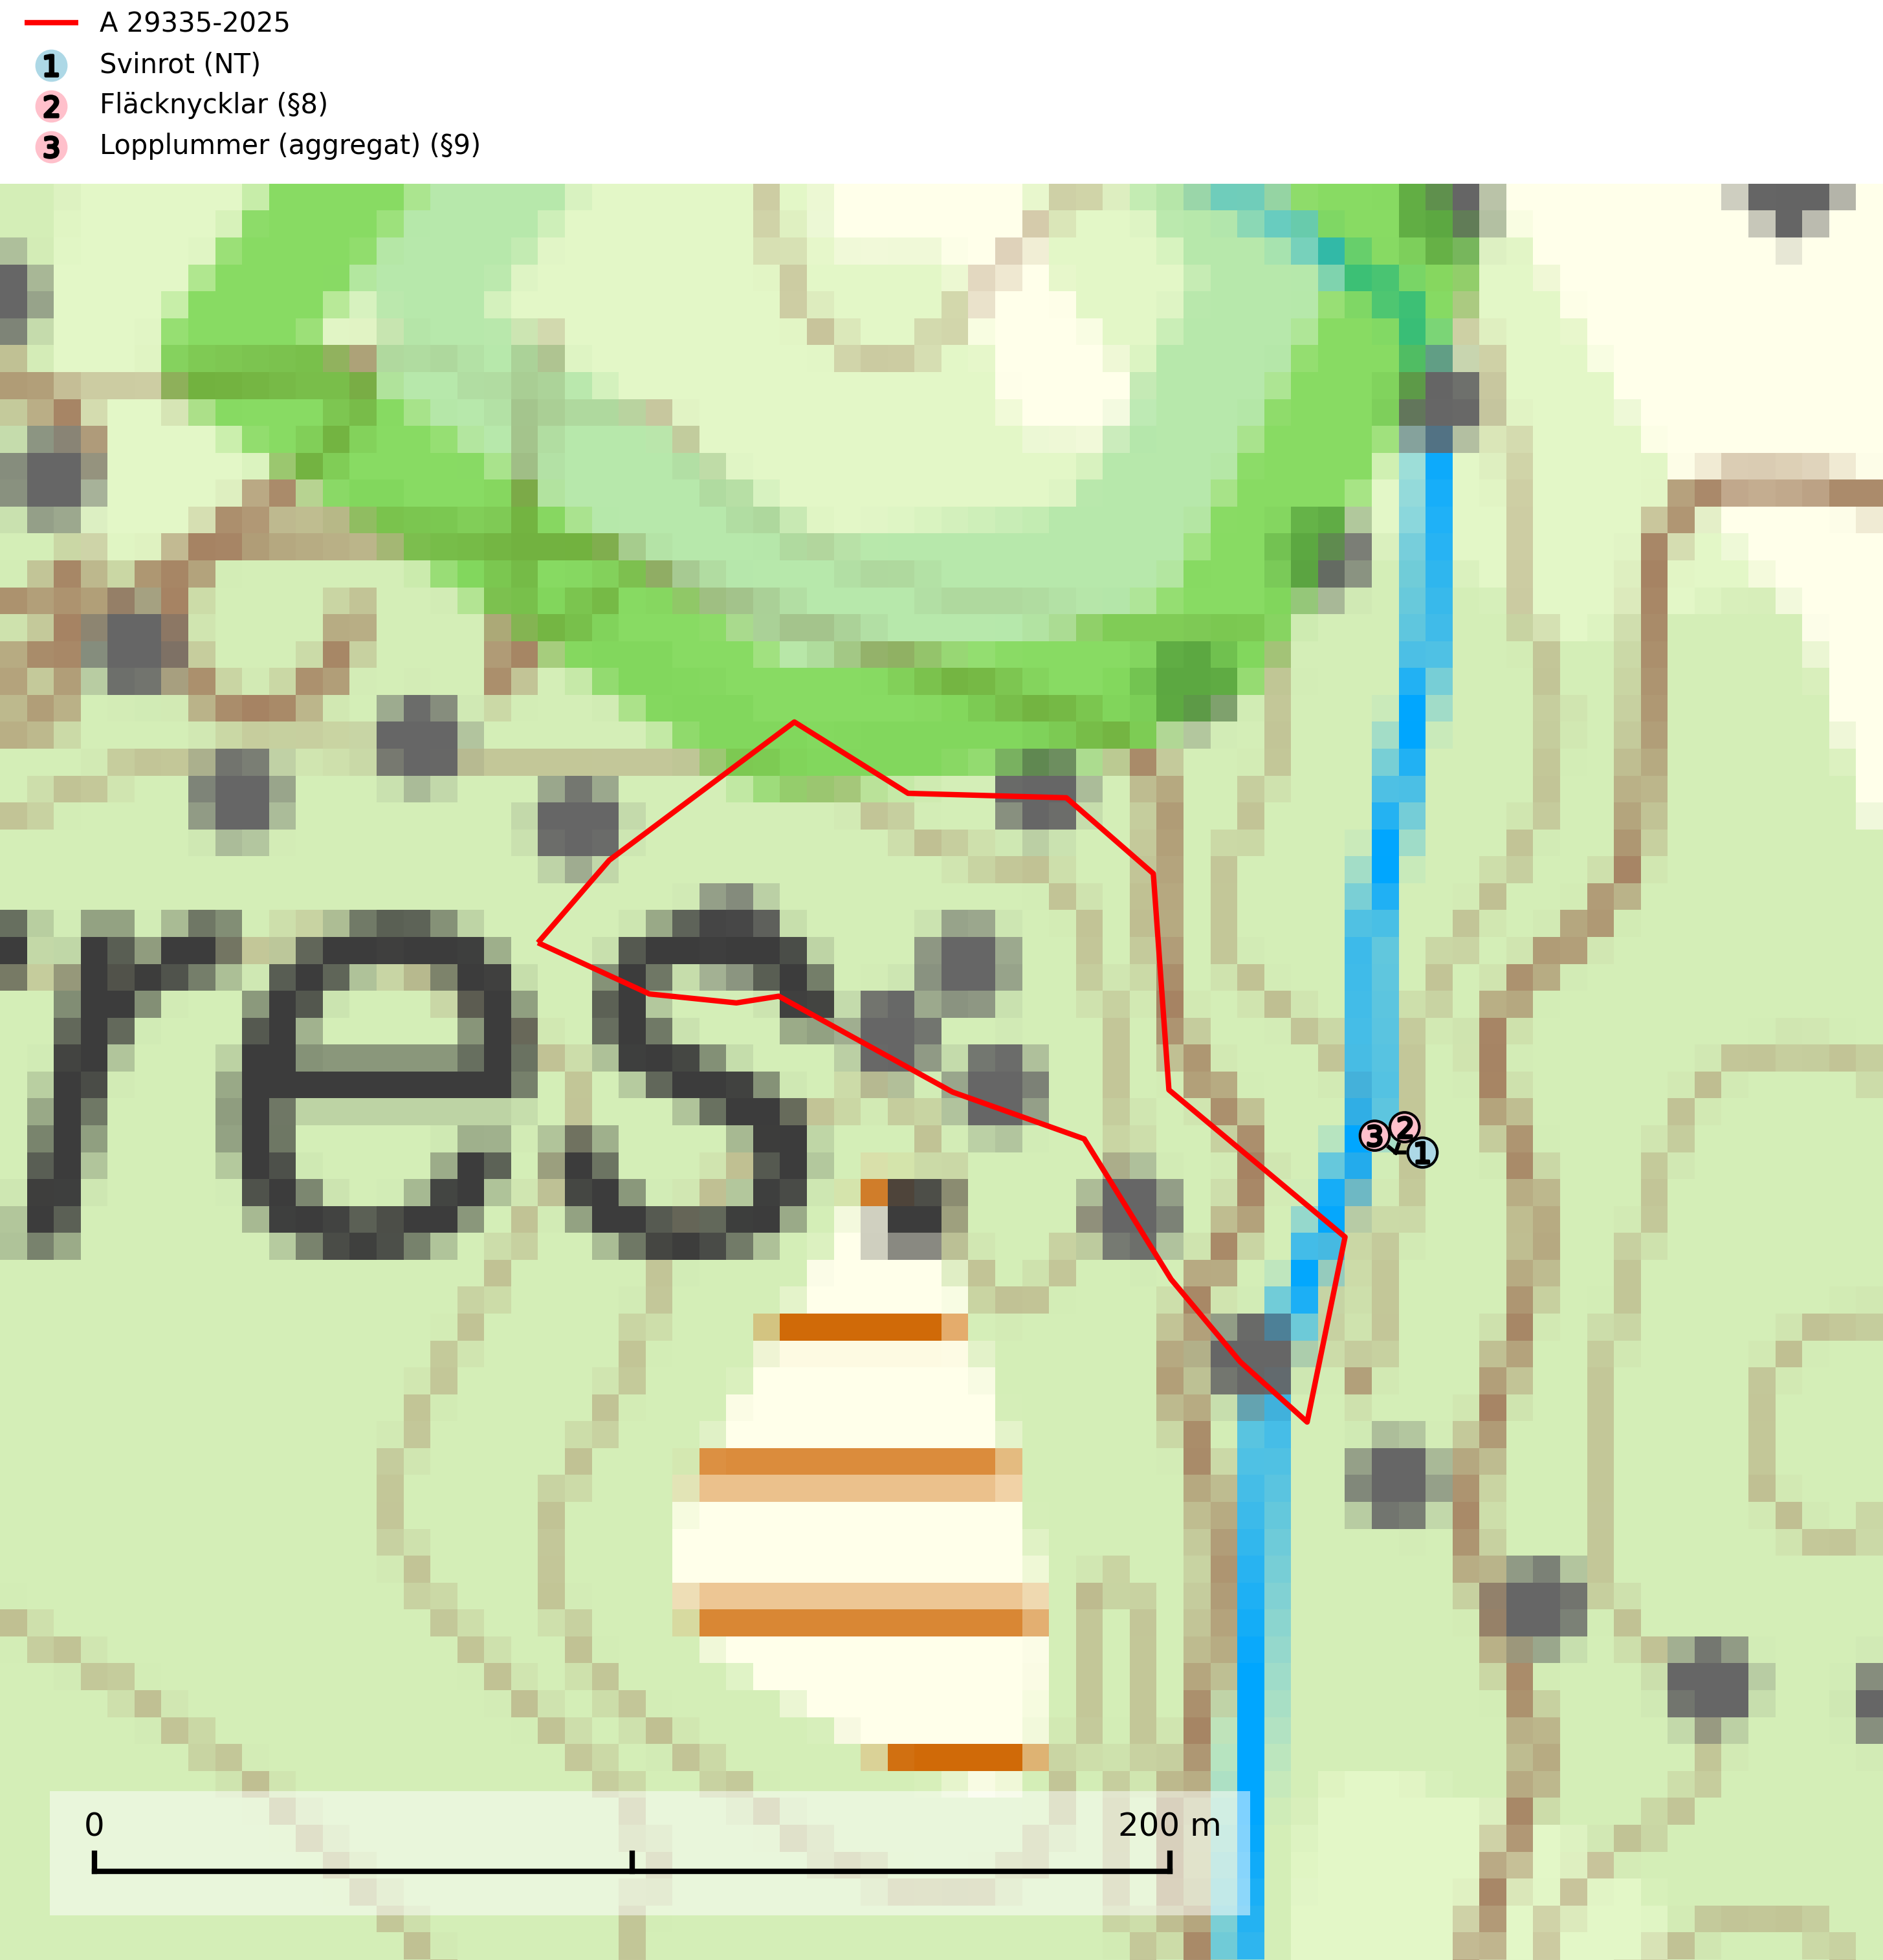 A 29335-2025
1 Svinrot (NT)
2 Fläcknycklar (§8)
3 Lopplummer (aggregat) (§9)
res
3 2 1
0 200 m